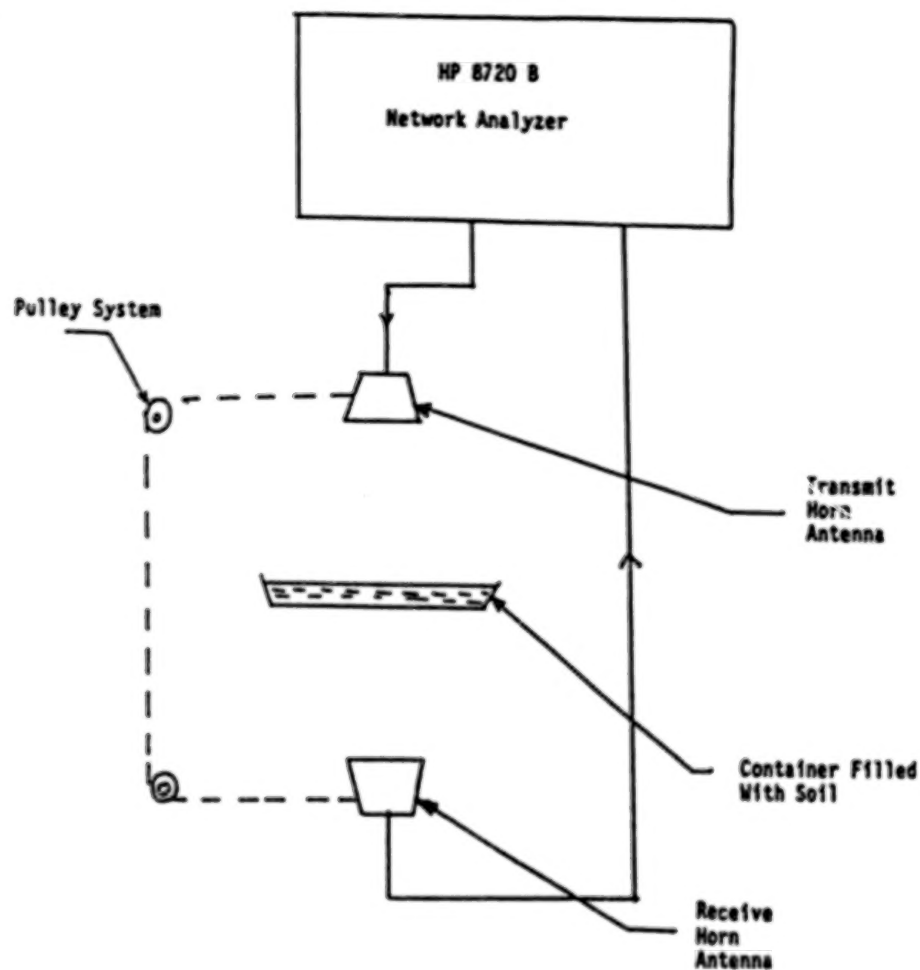 HP 8720 B
Network Analyzer
Pulley System
Transmit
Horn
Antenna
Container Filled
With Soil
Receive
Horn
Antenna